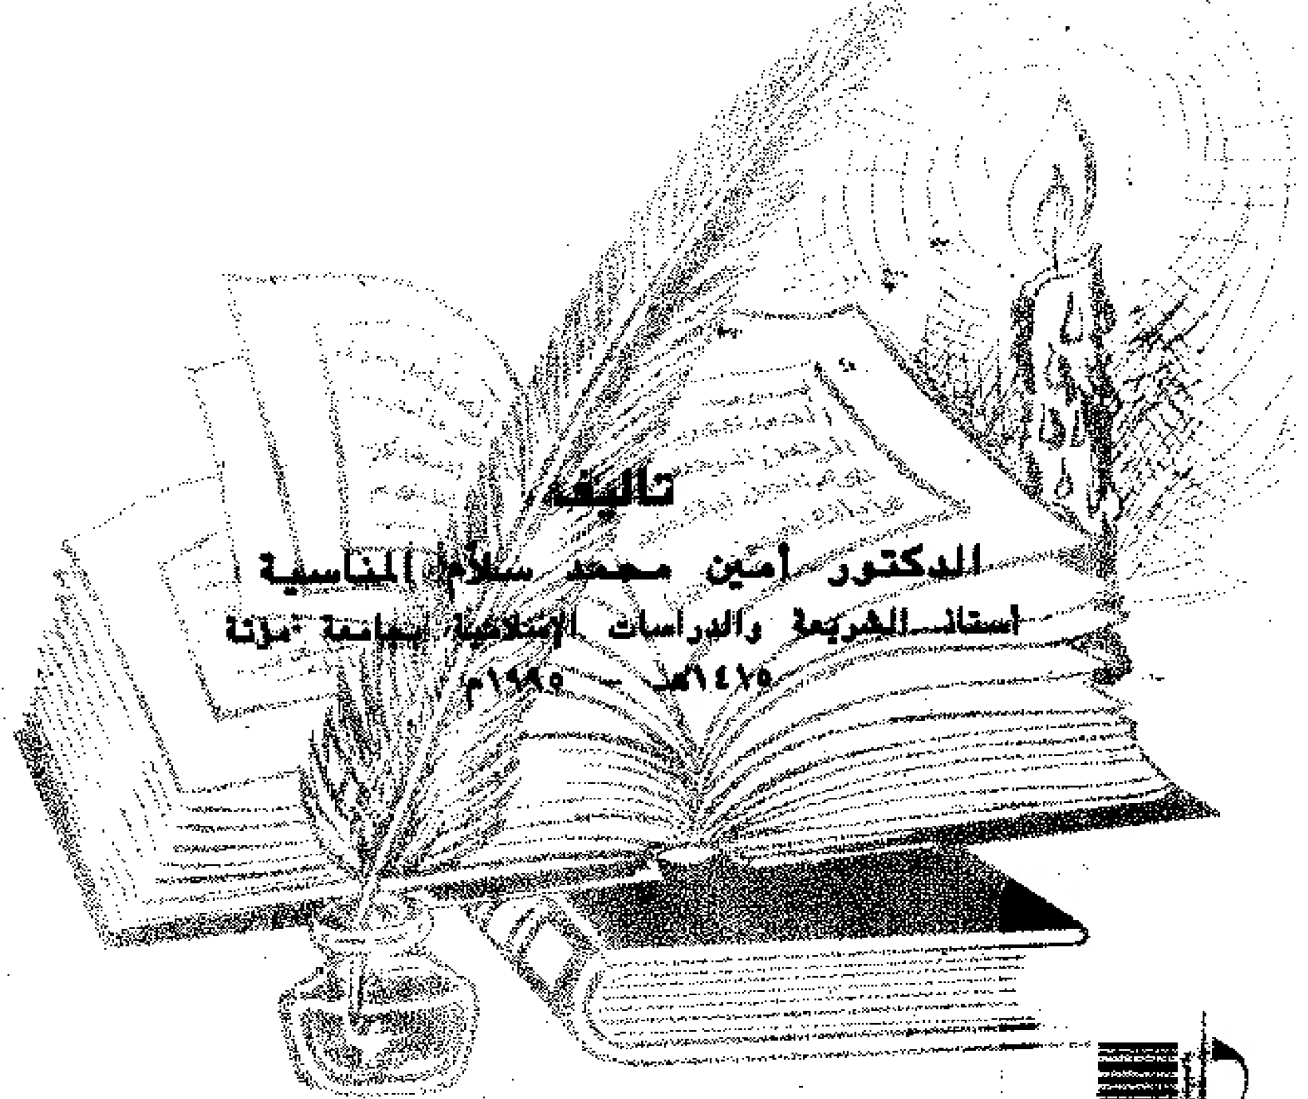 تأليف
الدكتور أمين محمد سلام المناسية
أستاذ الشريعة والدراسات الإسلامية بجامعة مؤتة
١٤١٥هـ - ١٩٩٥م